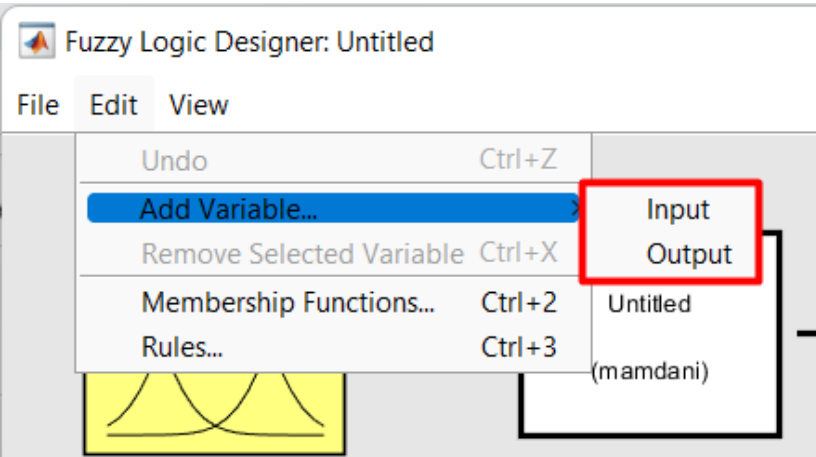 Fuzzy Logic Designer: Untitled
File Edit View
Undo Ctrl+Z
Add Variable... Input
Remove Selected Variable Ctrl+X Output
Membership Functions... Ctrl+2 Untitled
Rules... Ctrl+3
(mamdani)